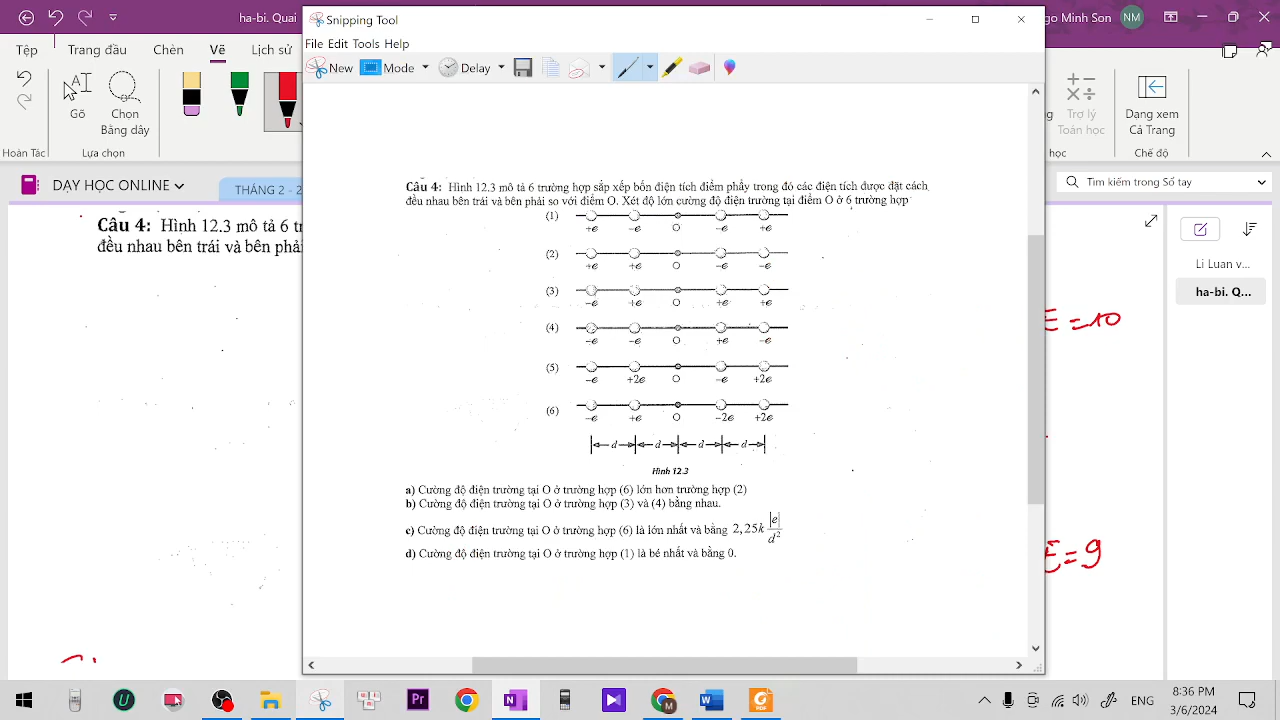 ha-bi. Quai
Snipping Tool
go Minh Son
NM
Tệp
Trang đầu
Chèn
Vẽ
Lịch sử
File Edit Tools Help
New
Mode
Delay
Gõ
Chọn
Bằng dây
Trợ lý
Toán học
Dạng xem
Cả Trang
Hoàn Tác
Lựa chọn
học
Chế độ
DẠY HỌC ONLINE
THÁNG 2 - 2
Tìm kiếm trong Sổ tay
Câu 4: Hình 12.3 mô tả 6 tr
đều nhau bên trái và bên phải
Câu 4: Hình 12.3 mô tả 6 trường hợp sắp xếp bốn điện tích điểm phẩy trong đó các điện tích được đặt cách
đều nhau bên trái và bên phải so với điểm O. Xét độ lớn cường độ điện trường tại điểm O ở 6 trường hợp
(1)
+e −e O −e +e
(2)
+e +e O −e −e
(3)
−e +e O +e +e
(4)
−e −e O +e −e
(5)
−e +2e O −e +2e
(6)
−e +e O −2e +2e
d d d d
Hình 12.3
a) Cường độ điện trường tại O ở trường hợp (6) lớn hơn trường hợp (2)
b) Cường độ điện trường tại O ở trường hợp (3) và (4) bằng nhau.
c) Cường độ điện trường tại O ở trường hợp (6) là lớn nhất và bằng 2,25k |e|/d²
d) Cường độ điện trường tại O ở trường hợp (1) là bé nhất và bằng 0.
Li Luan v...
ha-bi. Q...
E = 10
E = 9
ENG
8:36 PM
3/6/2024